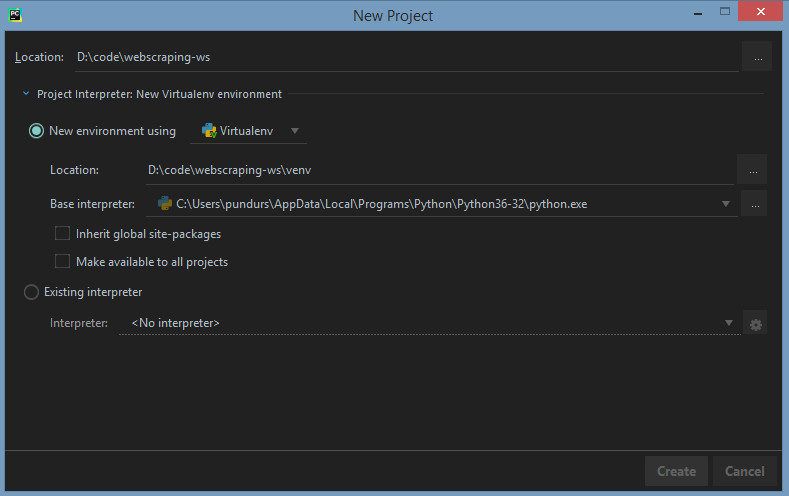 PC
New Project
Location: D:\code\webscraping-ws ...
Project Interpreter: New Virtualenv environment
New environment using Virtualenv
Location: D:\code\webscraping-ws\venv ...
Base interpreter: C:\Users\pundurs\AppData\Local\Programs\Python\Python36-32\python.exe ...
Inherit global site-packages
Make available to all projects
Existing interpreter
Interpreter: <No interpreter>
Create Cancel